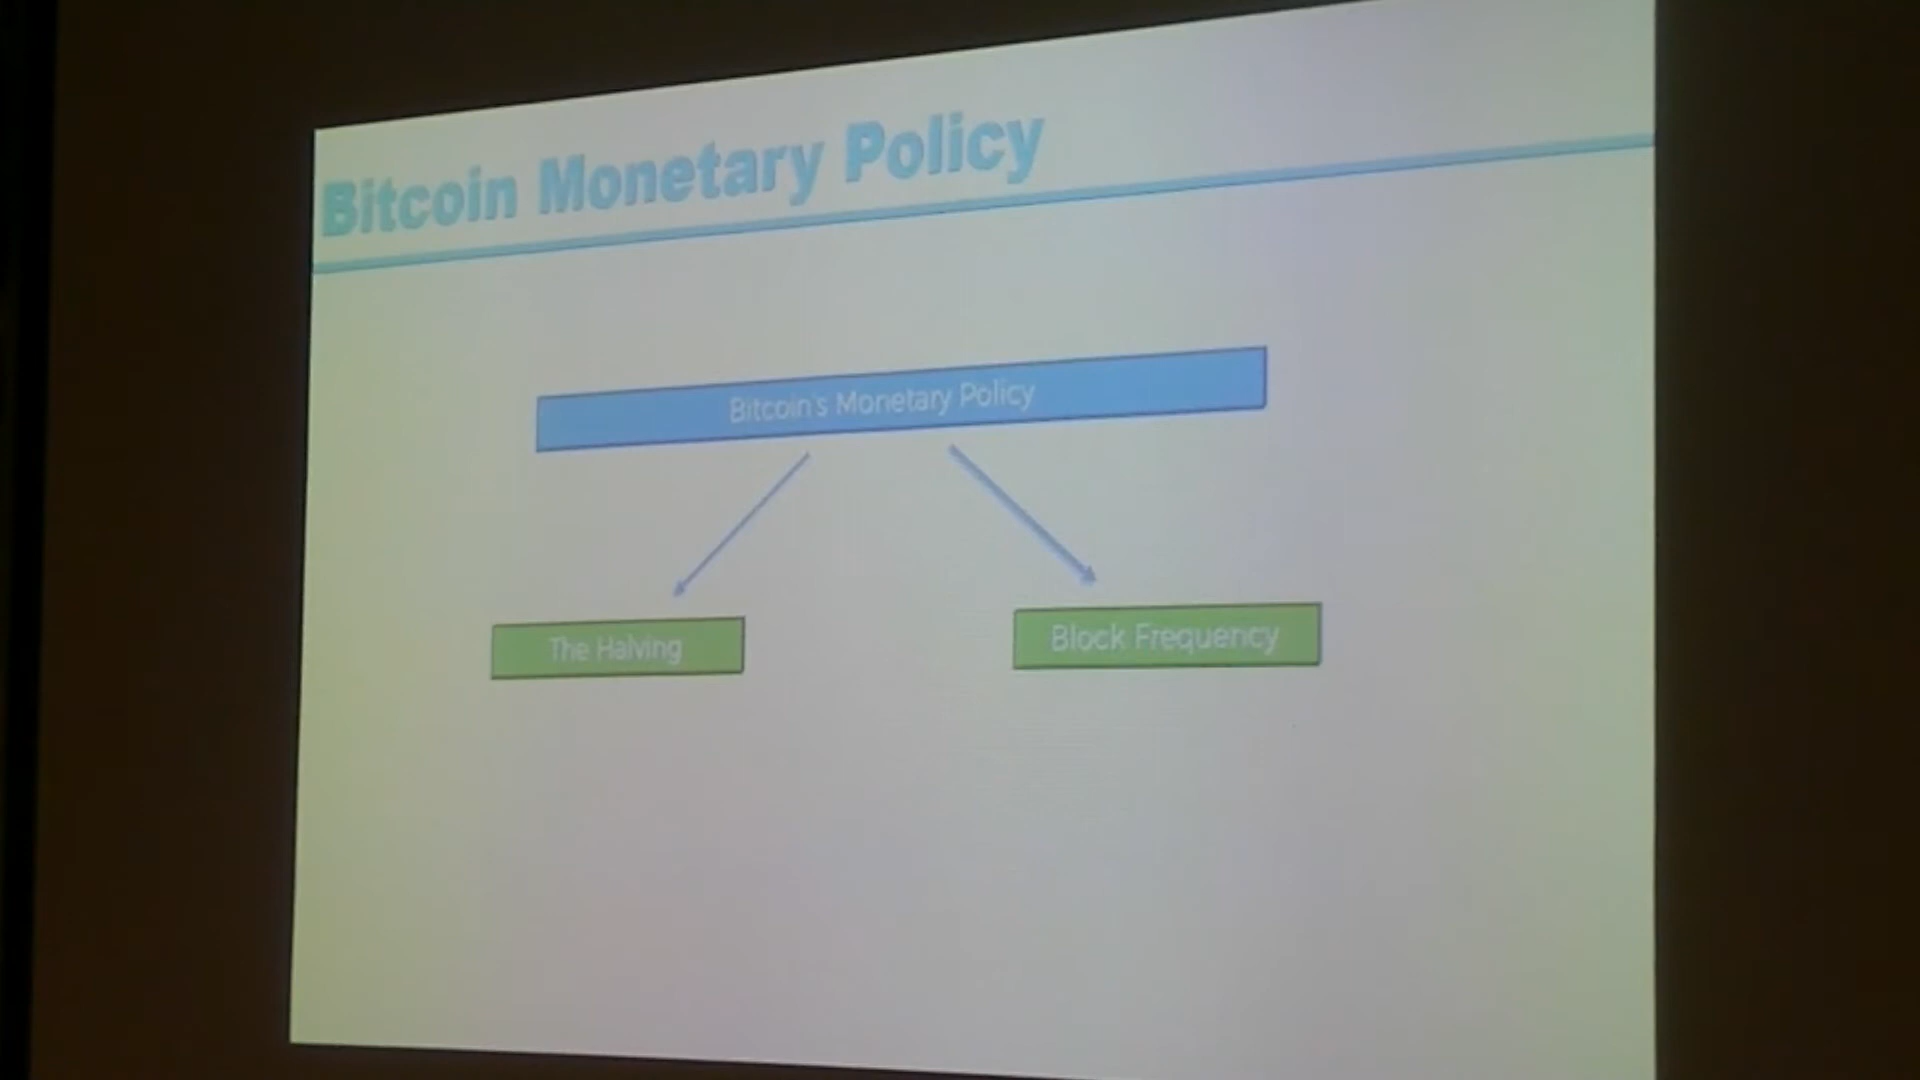 Bitcoin Monetary Policy
Bitcoin's Monetary Policy
The Halving
Block Frequency